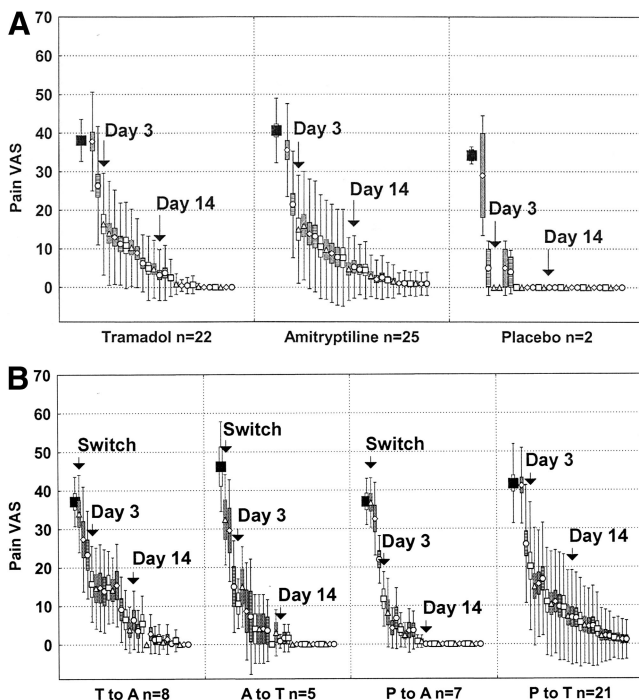 A
70
60
50
40
30
20
10
0
Pain VAS
Day 3
Day 14
Day 3
Day 14
Day 3
Day 14
Tramadol n=22
Amitryptiline n=25
Placebo n=2
B
70
60
50
40
30
20
10
0
Pain VAS
Switch
Day 3
Day 14
Switch
Day 3
Day 14
Switch
Day 3
Day 14
Day 3
Day 14
T to A n=8
A to T n=5
P to A n=7
P to T n=21